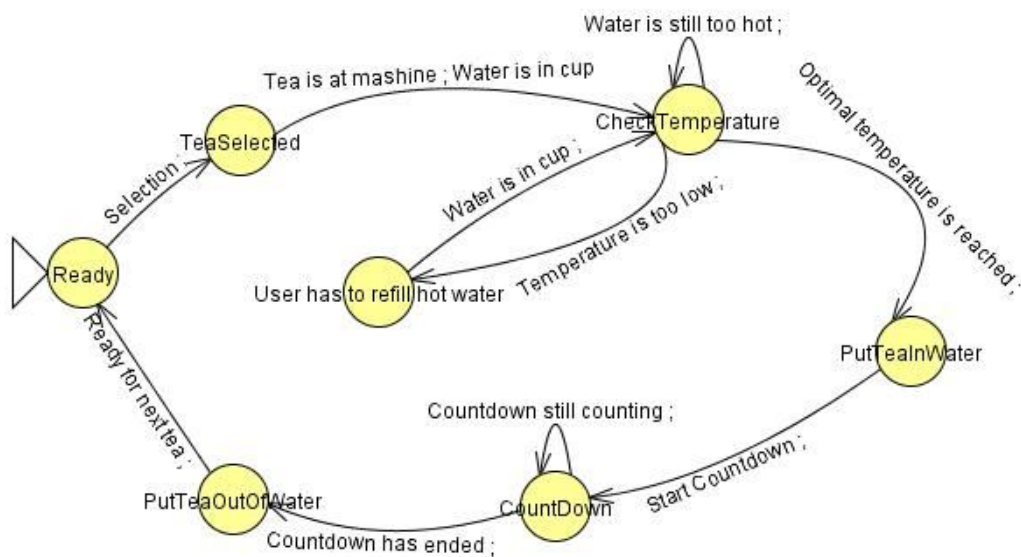 Water is still too hot ;
Tea is at mashine ; Water is in cup
Optimal temperature is reached ;
CheckTemperature
TeaSelected
Selection ;
Water is in cup ;
Temperature is too low ;
Ready
User has to refill hot water
PutTeaInWater
Ready for next tea ;
Countdown still counting ;
Start Countdown ;
PutTeaOutOfWater
CountDown
Countdown has ended ;